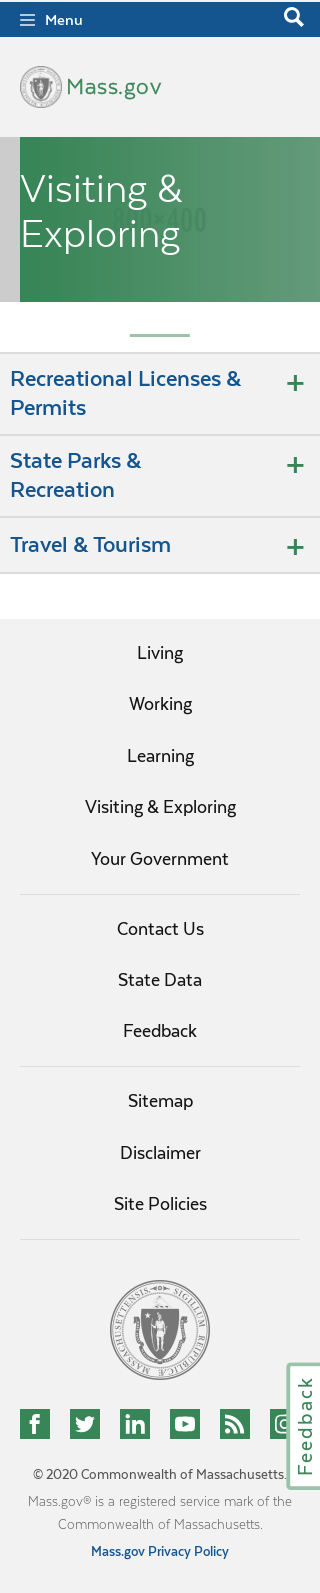 Menu
Mass.gov
Visiting &
Exploring
Recreational Licenses &
Permits
State Parks &
Recreation
Travel & Tourism
Living
Working
Learning
Visiting & Exploring
Your Government
Contact Us
State Data
Feedback
Sitemap
Disclaimer
Site Policies
Feedback
© 2020 Commonwealth of Massachusetts.
Mass.gov® is a registered service mark of the
Commonwealth of Massachusetts.
Mass.gov Privacy Policy